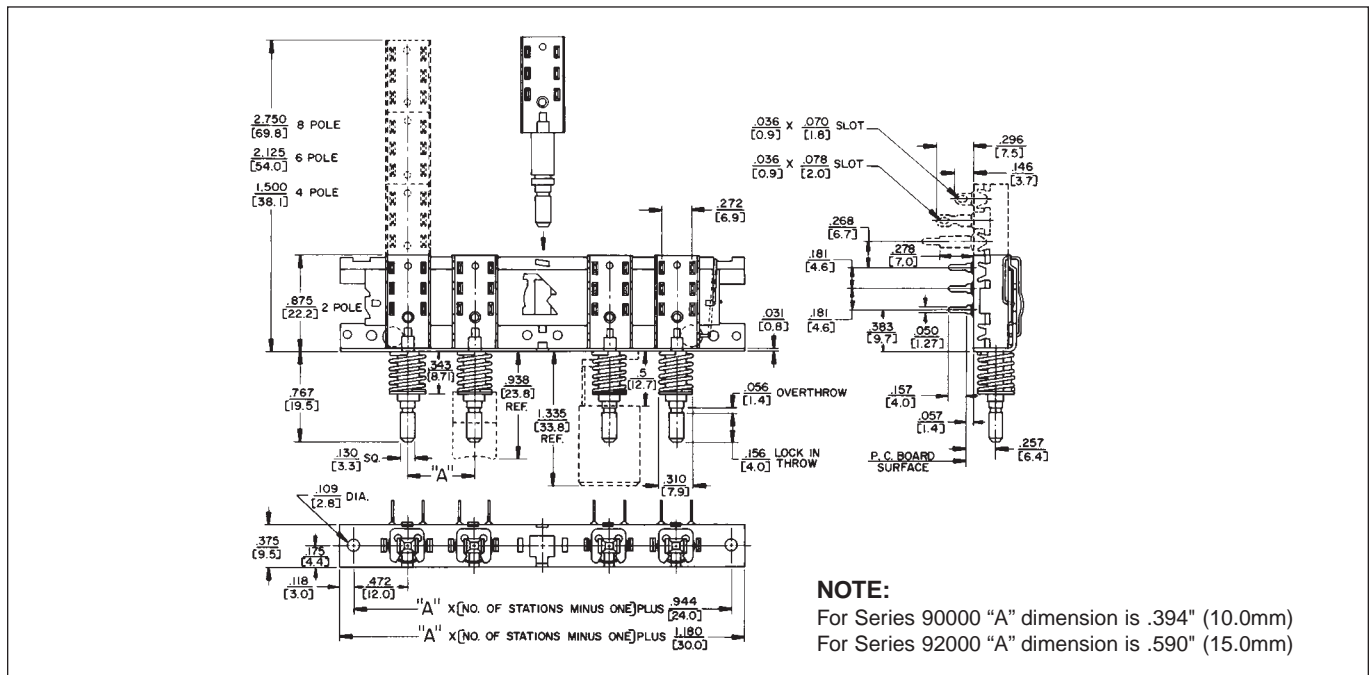 2.750
[69.8] 8 POLE
2.125
[54.0] 6 POLE
1.500
[38.1] 4 POLE
.875
[22.2] 2 POLE
.767
[19.5]
.130
[3.3] SQ.
"A"
.343
[8.71]
.938
[23.8]
REF.
1.335
[33.8]
REF.
.5
[12.7]
.272
[6.9]
.031
[0.8]
.056
[1.4] OVERTHROW
.156
[4.0] LOCK IN THROW
.310
[7.9]
.036
[0.9] X .070
[1.8] SLOT
.036
[0.9] X .078
[2.0] SLOT
.296
[7.5]
.146
[3.7]
.268
[6.7]
.278
[7.0]
.181
[4.6]
.181
[4.6]
.383
[9.7]
.050
[1.27]
.157
[4.0]
.057
[1.4]
P.C. BOARD
SURFACE
.257
[6.4]
.109
[2.8] DIA.
.375
[9.5]
.175
[4.4]
.118
[3.0]
.472
[12.0]
"A" X [NO. OF STATIONS MINUS ONE] PLUS .944
[24.0]
"A" X [NO. OF STATIONS MINUS ONE] PLUS 1.180
[30.0]
NOTE:
For Series 90000 “A” dimension is .394" (10.0mm)
For Series 92000 “A” dimension is .590" (15.0mm)